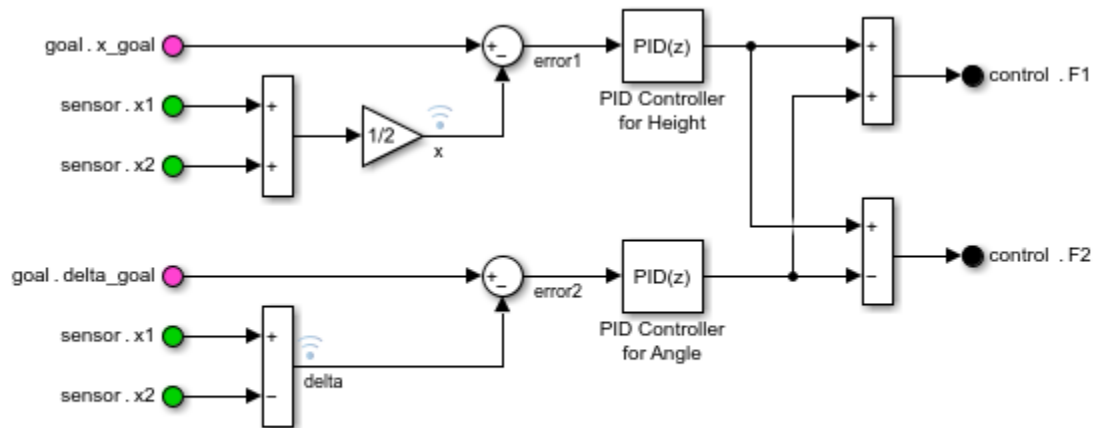 goal . x_goal
+
−
error1
PID(z)
PID Controller
for Height
+
+
control . F1
sensor . x1
sensor . x2
+
+
1/2
x
+
−
control . F2
goal . delta_goal
+
−
error2
PID(z)
PID Controller
for Angle
sensor . x1
sensor . x2
+
−
delta